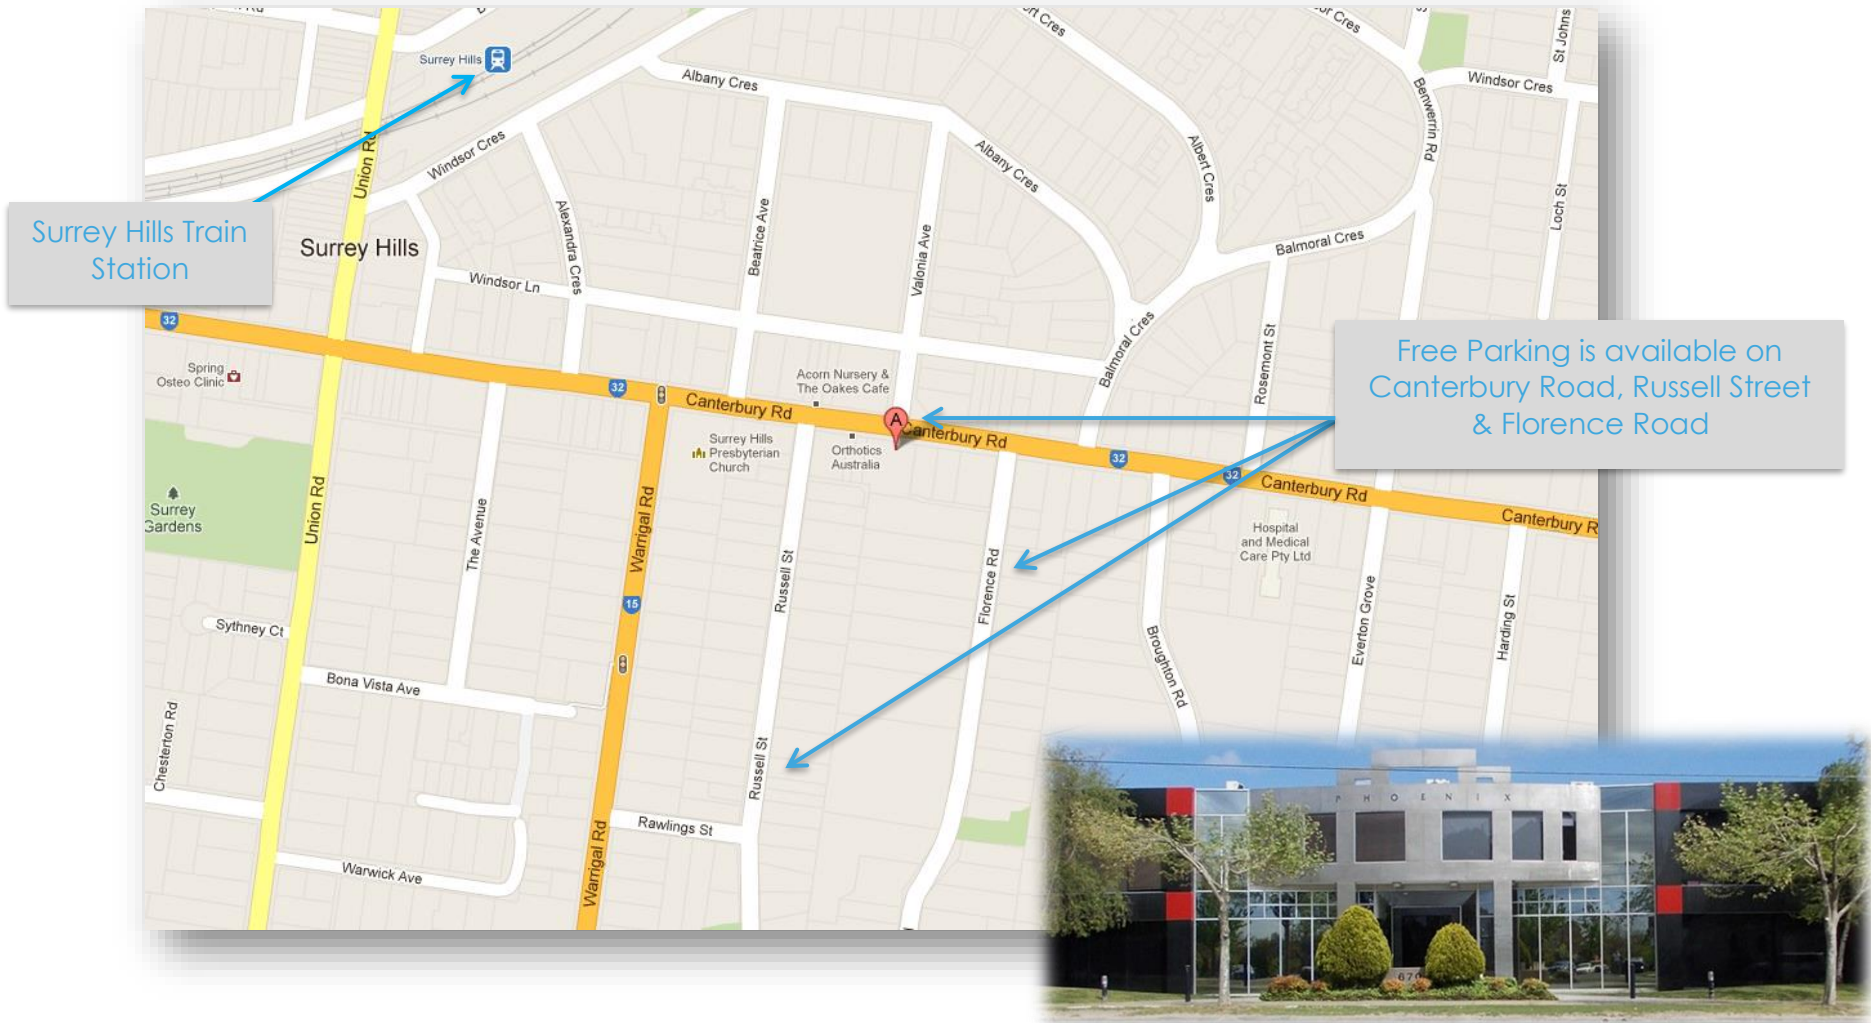 Surrey Hills
Albany Cres
Windsor Cres
St Johns
Benwerrin Rd
Union Rd
Windsor Cres
Albany Cres
Albert Cres
Loch St
Surrey Hills Train
Station
Surrey Hills
Alexandra Cres
Beatrice Ave
Valonia Ave
Balmoral Cres
Windsor Ln
32
Balmoral Cres
Rosemont St
Free Parking is available on
Canterbury Road, Russell Street
& Florence Road
Spring
Osteo Clinic
32
Acorn Nursery &
The Oakes Cafe
Canterbury Rd
A
Canterbury Rd
Surrey Hills
Presbyterian
Church
Orthotics
Australia
32
32
Canterbury Rd
Canterbury R
Surrey
Gardens
Union Rd
The Avenue
Warrigal Rd
Russell St
Florence Rd
Hospital
and Medical
Care Pty Ltd
15
Everton Grove
Harding St
Sythney Ct
Broughton Rd
Bona Vista Ave
Chesterton Rd
Russell St
Rawlings St
Warrigal Rd
Warwick Ave
PHOENIX
670